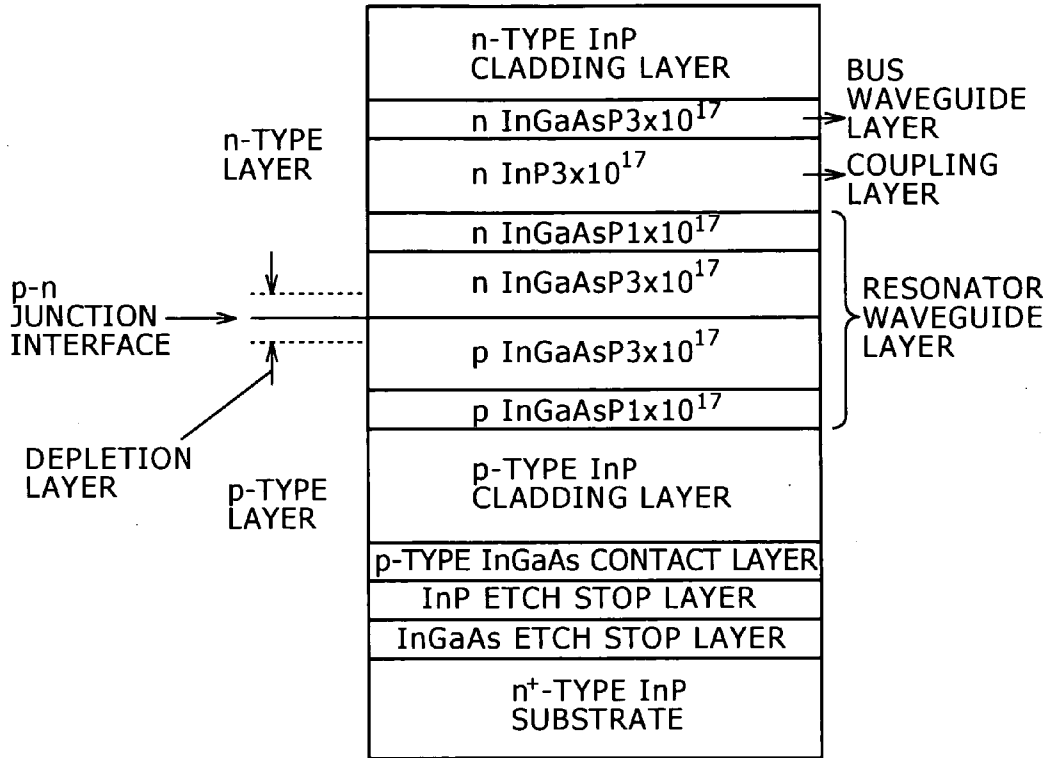 n-TYPE InP
CLADDING LAYER
n InGaAsP3x10¹⁷
BUS
WAVEGUIDE
LAYER
n-TYPE
LAYER
n InP3x10¹⁷
COUPLING
LAYER
n InGaAsP1x10¹⁷
n InGaAsP3x10¹⁷
p-n
JUNCTION
INTERFACE
RESONATOR
WAVEGUIDE
LAYER
p InGaAsP3x10¹⁷
p InGaAsP1x10¹⁷
DEPLETION
LAYER
p-TYPE
LAYER
p-TYPE InP
CLADDING LAYER
p-TYPE InGaAs CONTACT LAYER
InP ETCH STOP LAYER
InGaAs ETCH STOP LAYER
n⁺-TYPE InP
SUBSTRATE